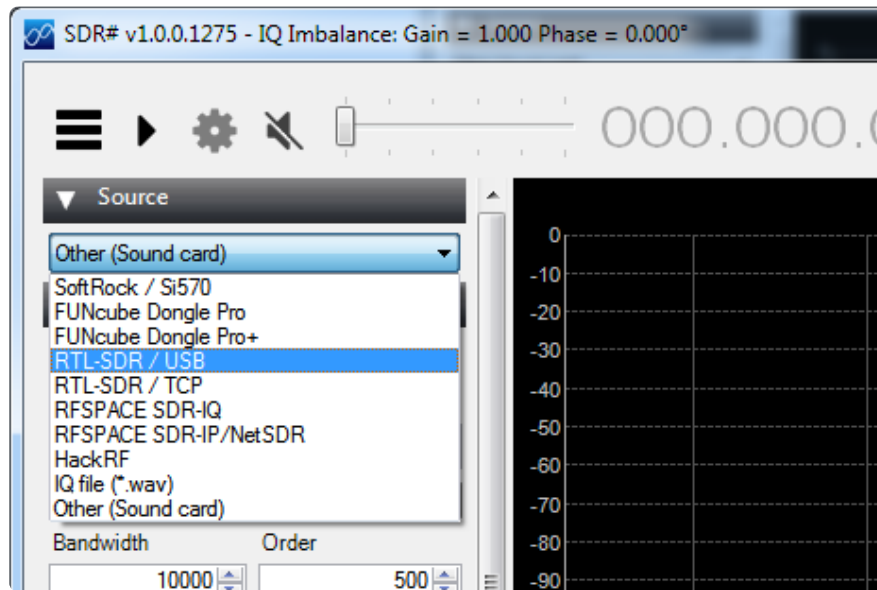 SDR# v1.0.0.1275 - IQ Imbalance: Gain = 1.000 Phase = 0.000°
000.000.0
Source
Other (Sound card)
SoftRock / Si570
FUNcube Dongle Pro
FUNcube Dongle Pro+
RTL-SDR / USB
RTL-SDR / TCP
RFSPACE SDR-IQ
RFSPACE SDR-IP/NetSDR
HackRF
IQ file (*.wav)
Other (Sound card)
Bandwidth Order
10000 500
0
-10
-20
-30
-40
-50
-60
-70
-80
-90